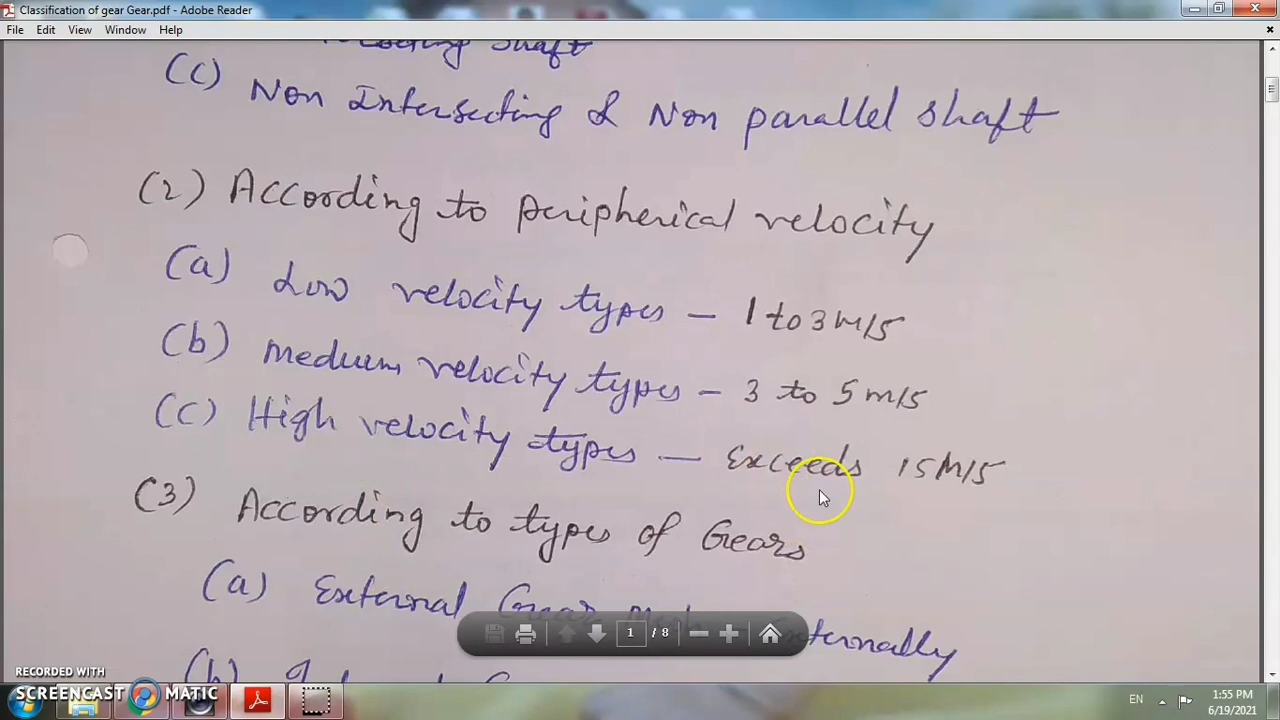 Classification of gear Gear.pdf - Adobe Reader
File Edit View Window Help
shaft
(c) Non Intersecting & Non parallel shaft
(2) According to peripherical velocity
(a) Low velocity types - 1 to 3 m/s
(b) medium velocity types - 3 to 5 m/s
(c) High velocity types - Exceeds 15 M/s
(3) According to types of Gears
(a) External Gear
1 / 8
(b)
RECORDED WITH
SCREENCAST MATIC
EN
1:55 PM
6/19/2021